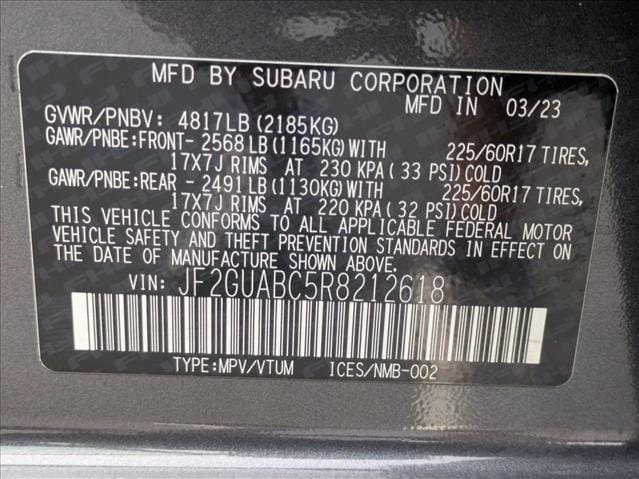 MFD BY SUBARU CORPORATION
MFD IN 03/23
GVWR/PNBV: 4817LB (2185KG)
GAWR/PNBE:FRONT- 2568 LB (1165KG) WITH 225/60R17 TIRES,
17X7J RIMS AT 230 KPA ( 33 PSI) COLD
GAWR/PNBE:REAR - 2491 LB (1130KG) WITH 225/60R17 TIRES,
17X7J RIMS AT 220 KPA ( 32 PSI) COLD
THIS VEHICLE CONFORMS TO ALL APPLICABLE FEDERAL MOTOR
VEHICLE SAFETY AND THEFT PREVENTION STANDARDS IN EFFECT ON
THE DATE OF MANUFACTURE SHOWN ABOVE.
VIN: JF2GUABC5R8212618
TYPE:MPV/VTUM ICES/NMB-002